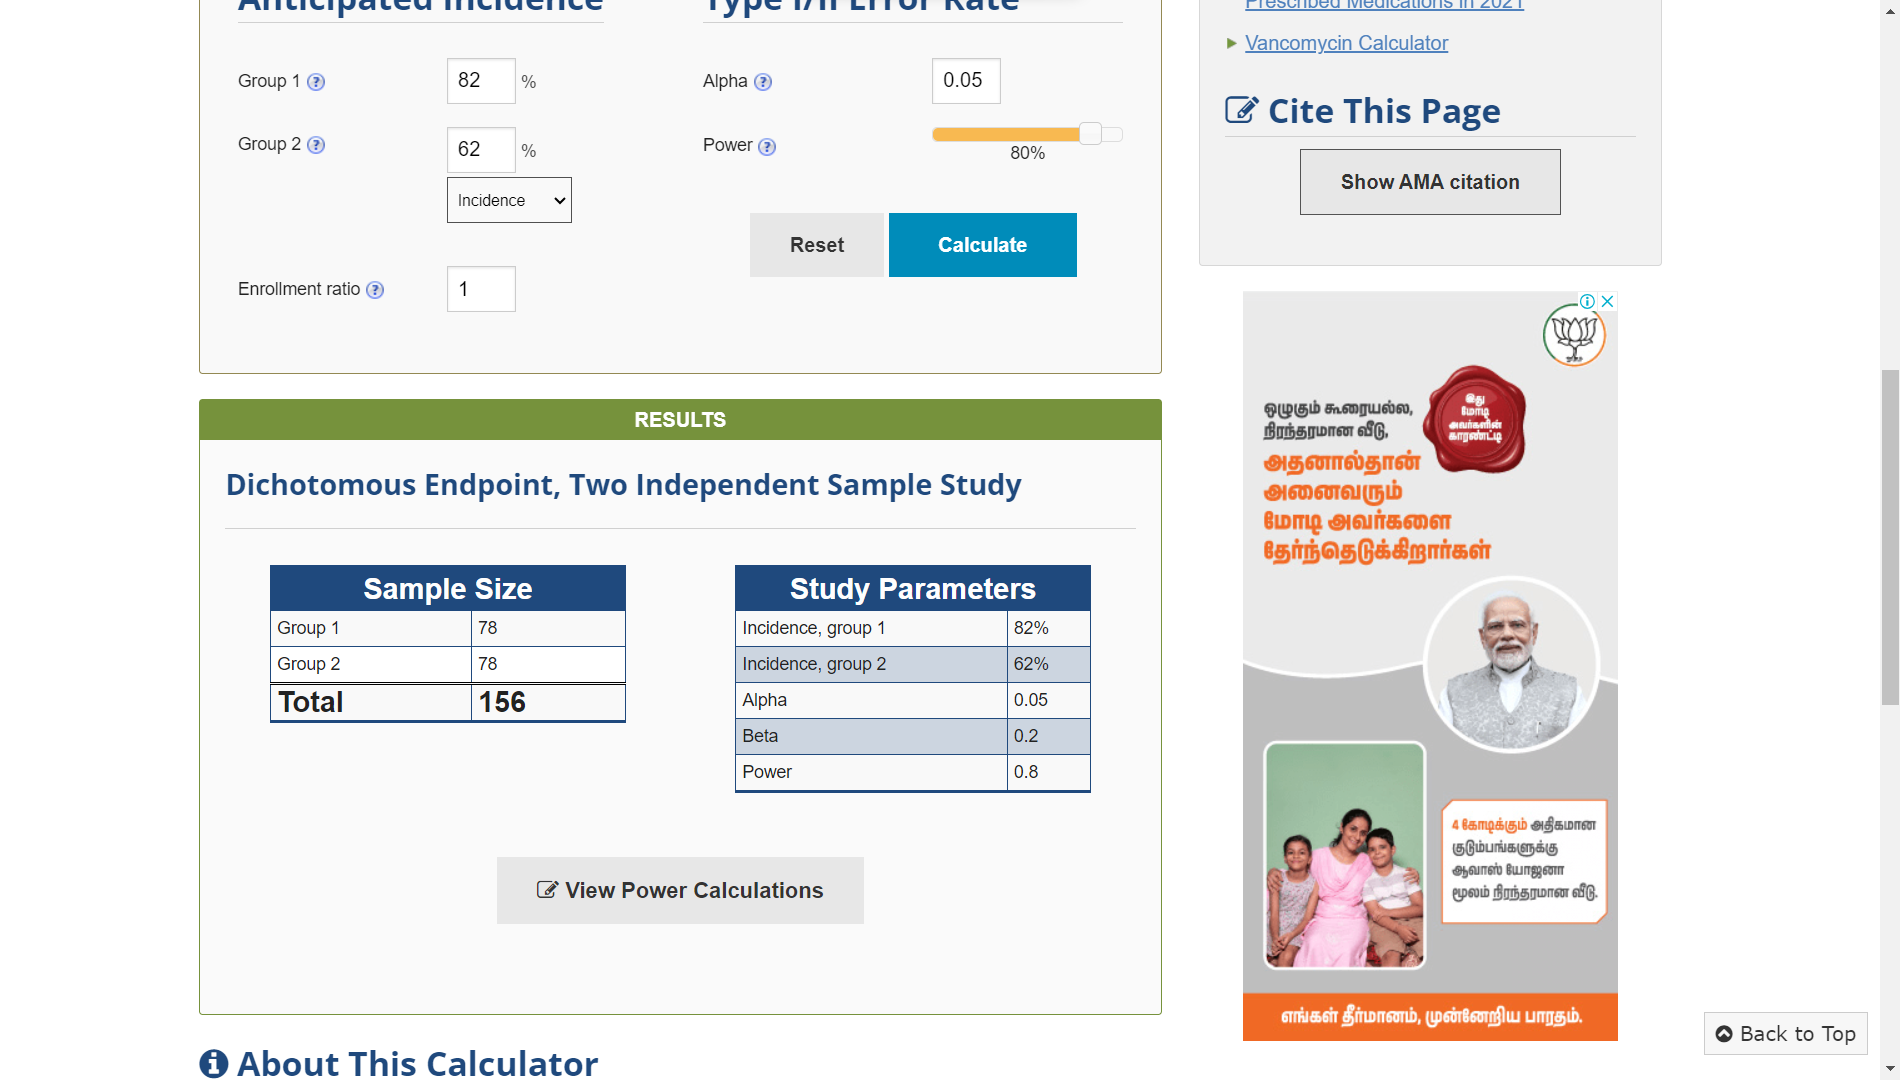 Anticipated Incidence
Type I/II Error Rate
Group 1 ?
82 %
Group 2 ?
62 %
Incidence
Enrollment ratio ?
1
Alpha ?
0.05
Power ?
80%
Reset
Calculate
RESULTS
Dichotomous Endpoint, Two Independent Sample Study
Sample Size
Group 1 78
Group 2 78
Total 156
Study Parameters
Incidence, group 1 82%
Incidence, group 2 62%
Alpha 0.05
Beta 0.2
Power 0.8
View Power Calculations
About This Calculator
Prescribed Medications in 2021
Vancomycin Calculator
Cite This Page
Show AMA citation
ஒழுகும் கூரையல்ல,
நிரந்தரமான வீடு,
இது
மோடி
அவர்களின்
காரண்ட்டி
அதனால்தான்
அனைவரும்
மோடி அவர்களை
தேர்ந்தெடுக்கிறார்கள்
4 கோடிக்கும் அதிகமான
குடும்பங்களுக்கு
ஆவாஸ் யோஜனா
மூலம் நிரந்தரமான வீடு.
எங்கள் தீர்மானம், முன்னேறிய பாரதம்.
Back to Top